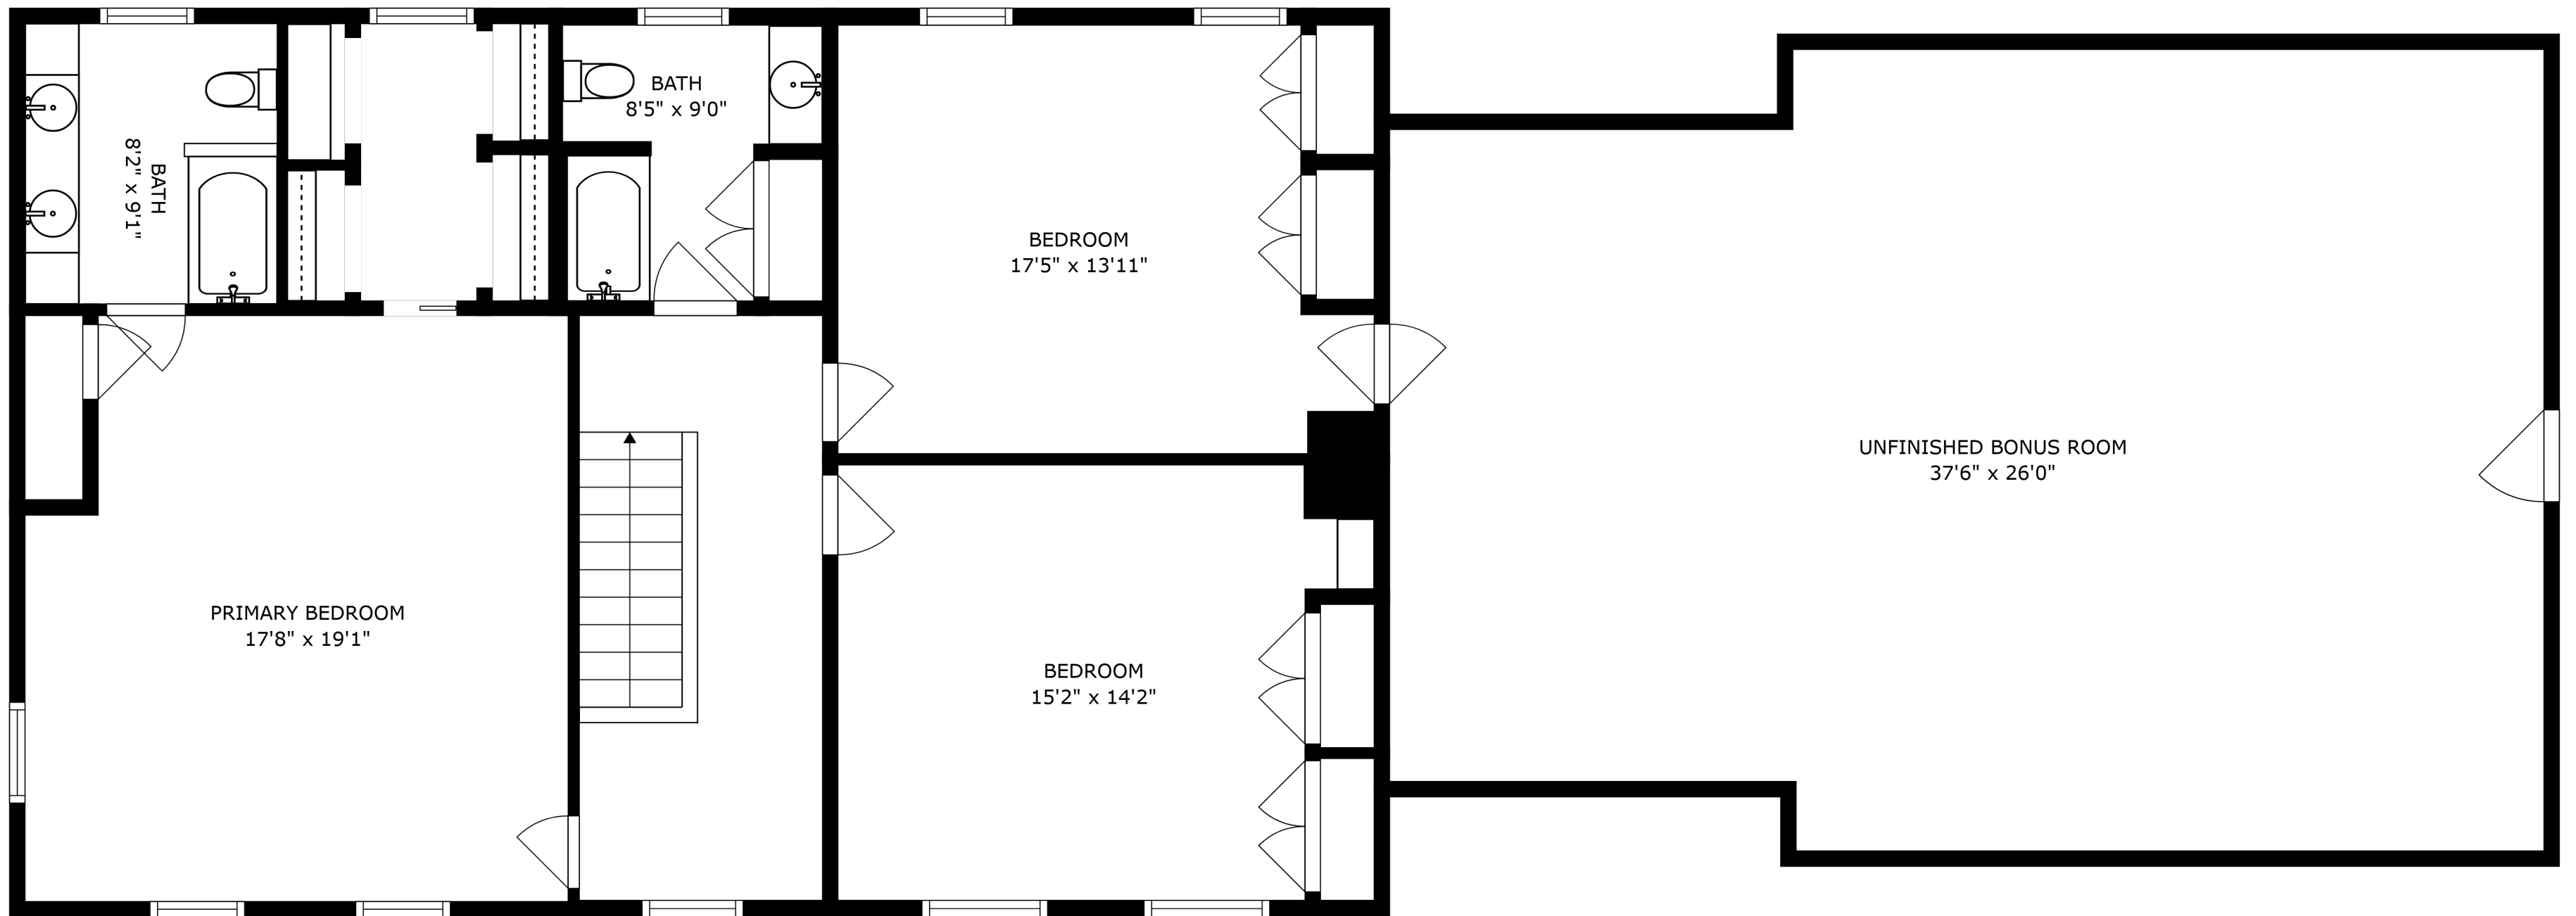 BATH
8'2" x 9'1"
BATH
8'5" x 9'0"
BEDROOM
17'5" x 13'11"
UNFINISHED BONUS ROOM
37'6" x 26'0"
PRIMARY BEDROOM
17'8" x 19'1"
BEDROOM
15'2" x 14'2"